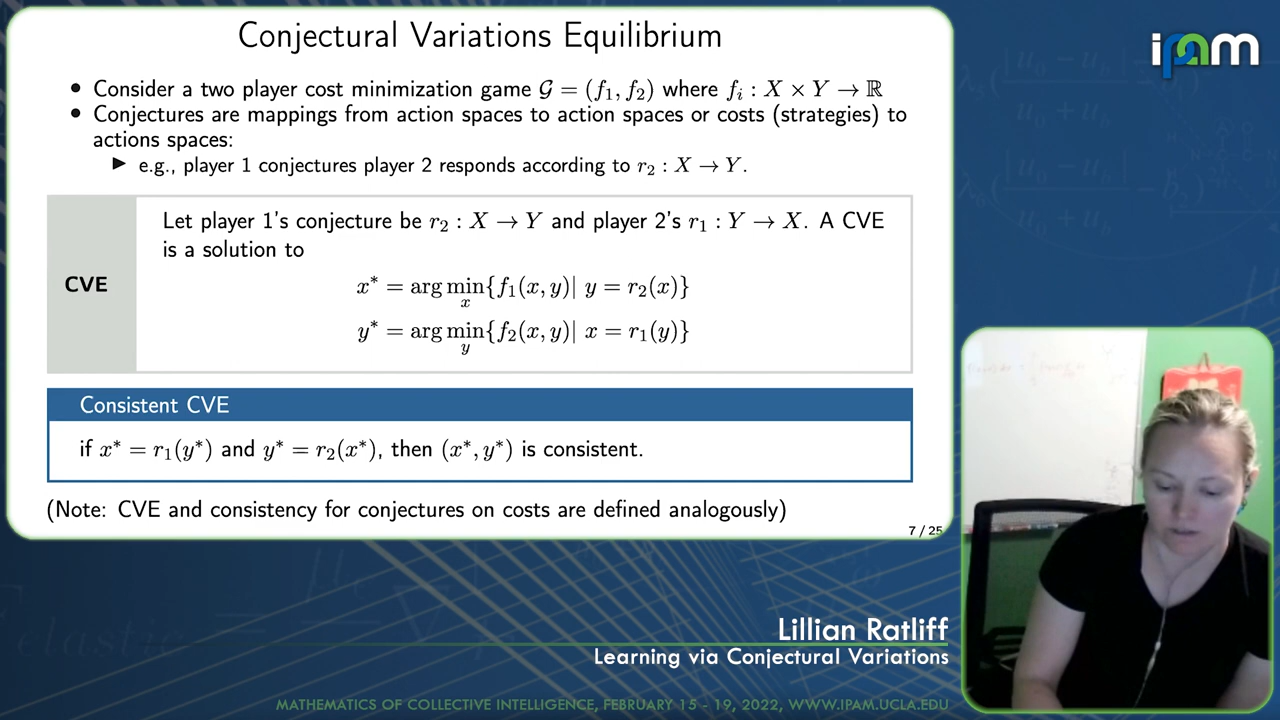 Conjectural Variations Equilibrium
• Consider a two player cost minimization game 𝒢 = (f₁, f₂) where fᵢ : X × Y → ℝ
• Conjectures are mappings from action spaces to action spaces or costs (strategies) to
actions spaces:
▶ e.g., player 1 conjectures player 2 responds according to r₂ : X → Y.
CVE
Let player 1's conjecture be r₂ : X → Y and player 2's r₁ : Y → X. A CVE
is a solution to
x* = arg min_x{f₁(x, y)| y = r₂(x)}
y* = arg min_y{f₂(x, y)| x = r₁(y)}
Consistent CVE
if x* = r₁(y*) and y* = r₂(x*), then (x*, y*) is consistent.
(Note: CVE and consistency for conjectures on costs are defined analogously)
7 / 25
ipam
Lillian Ratliff
Learning via Conjectural Variations
MATHEMATICS OF COLLECTIVE INTELLIGENCE, FEBRUARY 15 - 19, 2022, WWW.IPAM.UCLA.EDU